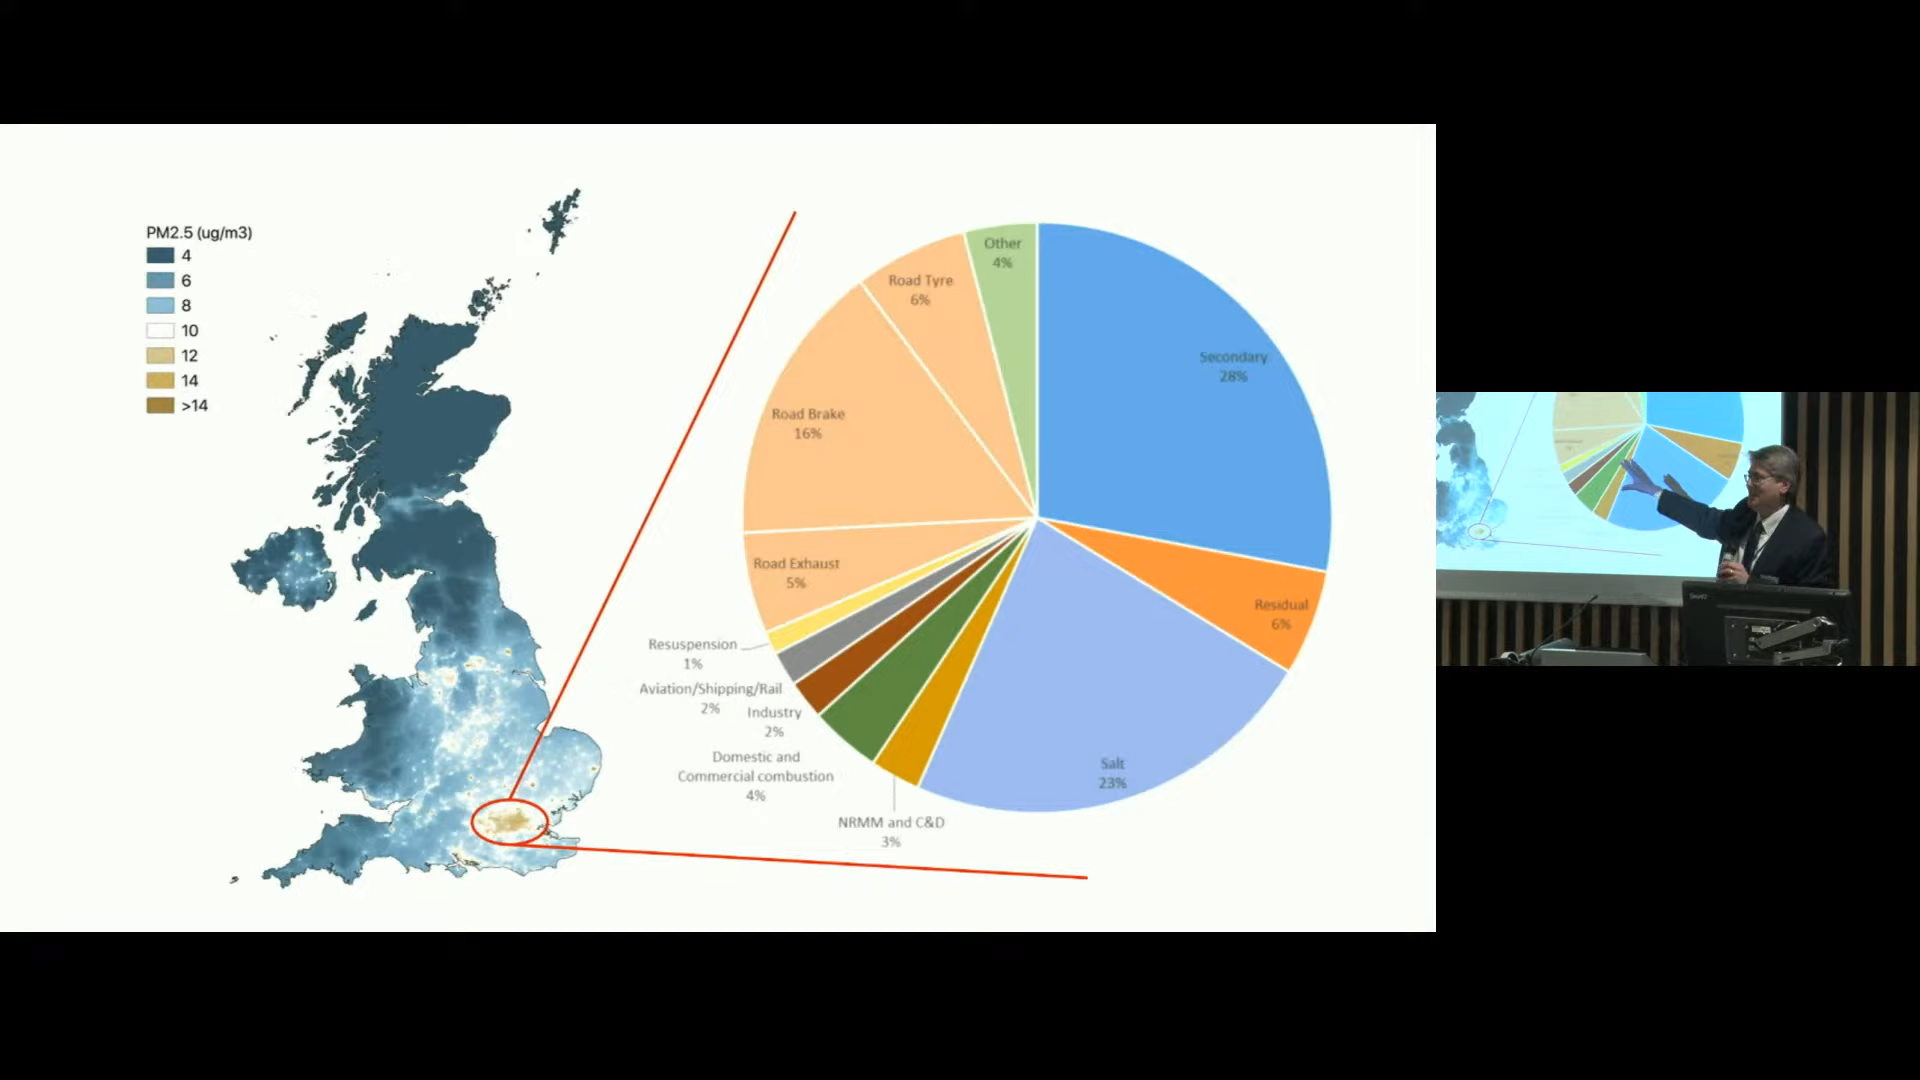 PM2.5 (ug/m3)
4
6
8
10
12
14
>14
Other
4%
Road Tyre
6%
Secondary
28%
Road Brake
16%
Road Exhaust
5%
Residual
6%
Resuspension
1%
Aviation/Shipping/Rail
2%
Industry
2%
Domestic and
Commercial combustion
4%
Salt
23%
NRMM and C&D
3%